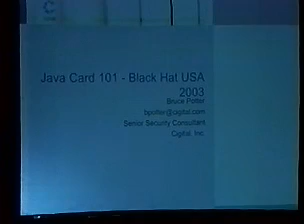 Java Card 101 - Black Hat USA
2003
Bruce Potter
bpotter@cigital.com
Senior Security Consultant
Cigital, Inc.